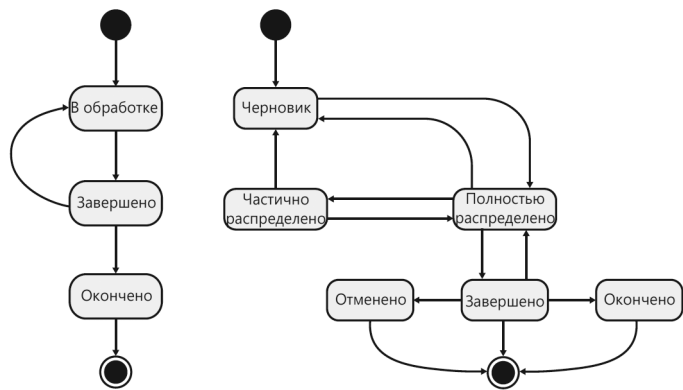 В обработке
Завершено
Окончено
Черновик
Частично
распределено
Полностью
распределено
Отменено
Завершено
Окончено